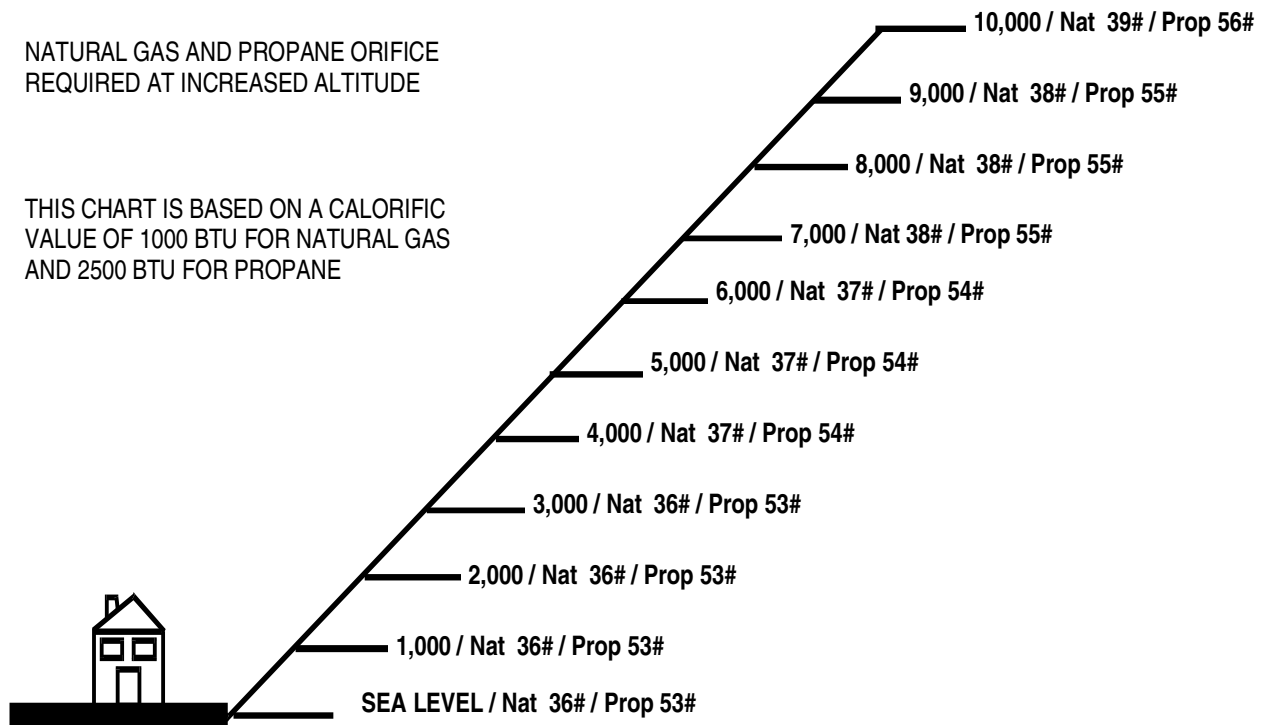 NATURAL GAS AND PROPANE ORIFICE
REQUIRED AT INCREASED ALTITUDE
THIS CHART IS BASED ON A CALORIFIC
VALUE OF 1000 BTU FOR NATURAL GAS
AND 2500 BTU FOR PROPANE
10,000 / Nat 39# / Prop 56#
9,000 / Nat 38# / Prop 55#
8,000 / Nat 38# / Prop 55#
7,000 / Nat 38# / Prop 55#
6,000 / Nat 37# / Prop 54#
5,000 / Nat 37# / Prop 54#
4,000 / Nat 37# / Prop 54#
3,000 / Nat 36# / Prop 53#
2,000 / Nat 36# / Prop 53#
1,000 / Nat 36# / Prop 53#
SEA LEVEL / Nat 36# / Prop 53#